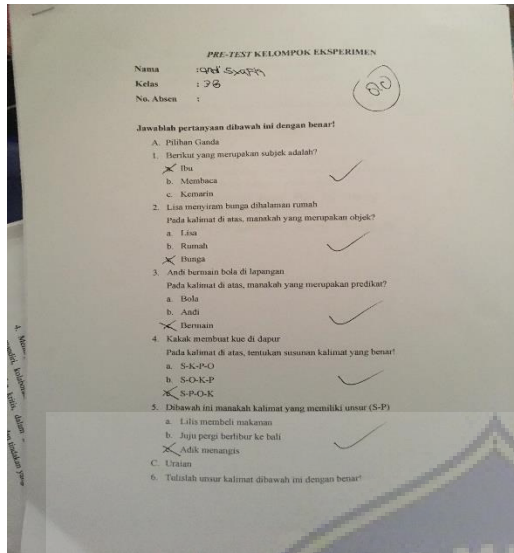 PRE-TEST KELOMPOK EKSPERIMEN
Nama :
Kelas : 3B
No. Absen :
Jawablah pertanyaan dibawah ini dengan benar!
A. Pilihan Ganda
1. Berikut yang merupakan subjek adalah?
a. Ibu
b. Membaca
c. Kemarin
2. Lisa menyiram bunga dihalaman rumah
Pada kalimat di atas, manakah yang merupakan objek?
a. Lisa
b. Rumah
c. Bunga
3. Andi bermain bola di lapangan
Pada kalimat di atas, manakah yang merupakan predikat?
a. Bola
b. Andi
c. Bermain
4. Kakak membuat kue di dapur
Pada kalimat di atas, tentukan susunan kalimat yang benar!
a. S-K-P-O
b. S-O-K-P
c. S-P-O-K
5. Dibawah ini manakah kalimat yang memiliki unsur (S-P)
a. Lilis membeli makanan
b. Juju pergi berlibur ke bali
c. Adik menangis
C. Uraian
6. Tulislah unsur kalimat dibawah ini dengan benar!